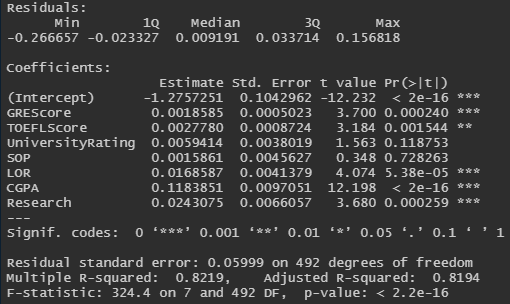 Residuals:
Min 1Q Median 3Q Max
-0.266657 -0.023327 0.009191 0.033714 0.156818
Coefficients:
Estimate Std. Error t value Pr(>|t|)
(Intercept) -1.2757251 0.1042962 -12.232 < 2e-16 ***
GREScore 0.0018585 0.0005023 3.700 0.000240 ***
TOEFLScore 0.0027780 0.0008724 3.184 0.001544 **
UniversityRating 0.0059414 0.0038019 1.563 0.118753
SOP 0.0015861 0.0045627 0.348 0.728263
LOR 0.0168587 0.0041379 4.074 5.38e-05 ***
CGPA 0.1183851 0.0097051 12.198 < 2e-16 ***
Research 0.0243075 0.0066057 3.680 0.000259 ***
---
Signif. codes: 0 ‘***’ 0.001 ‘**’ 0.01 ‘*’ 0.05 ‘.’ 0.1 ‘ ’ 1
Residual standard error: 0.05999 on 492 degrees of freedom
Multiple R-squared: 0.8219, Adjusted R-squared: 0.8194
F-statistic: 324.4 on 7 and 492 DF, p-value: < 2.2e-16